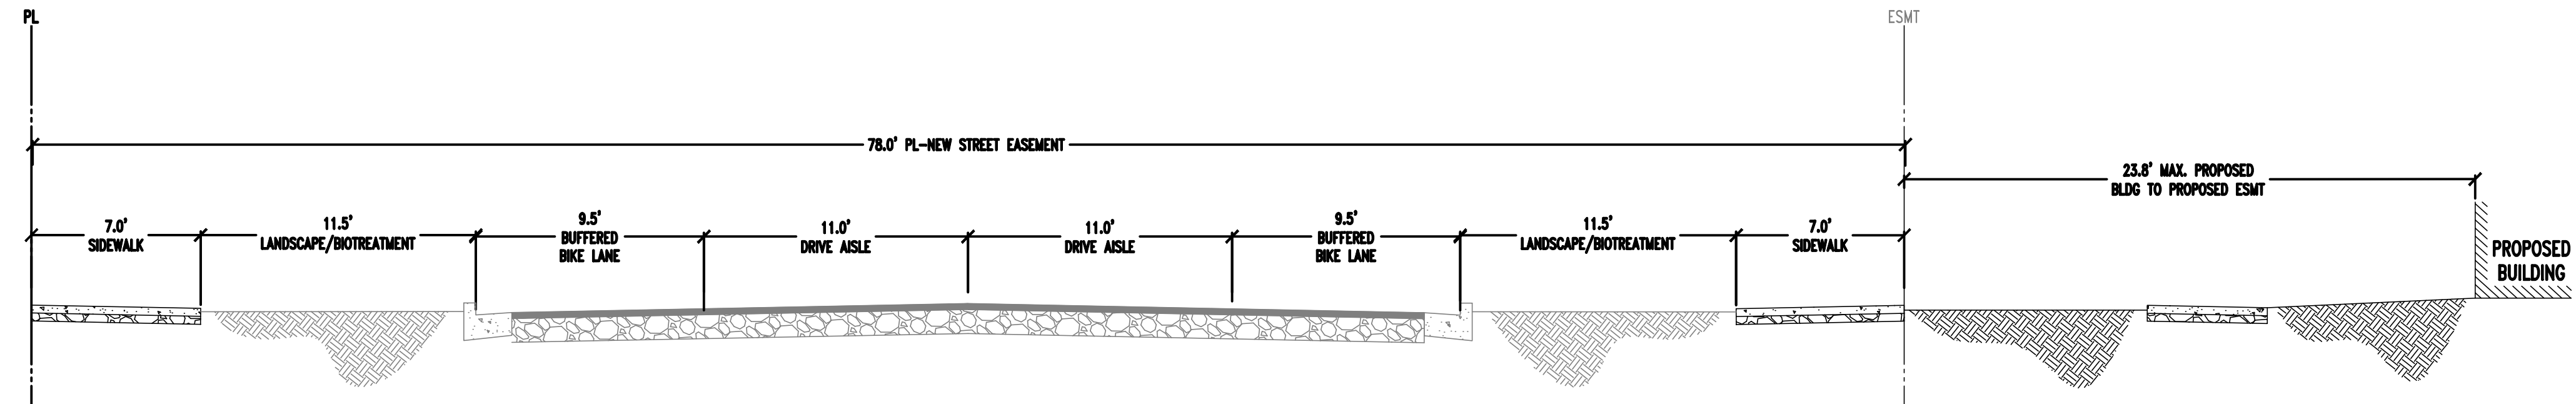 PL
ESMT
78.0' PL-NEW STREET EASEMENT
23.8' MAX. PROPOSED
BLDG TO PROPOSED ESMT
7.0'
SIDEWALK
11.5'
LANDSCAPE/BIOTREATMENT
9.5'
BUFFERED
BIKE LANE
11.0'
DRIVE AISLE
11.0'
DRIVE AISLE
9.5'
BUFFERED
BIKE LANE
11.5'
LANDSCAPE/BIOTREATMENT
7.0'
SIDEWALK
PROPOSED
BUILDING